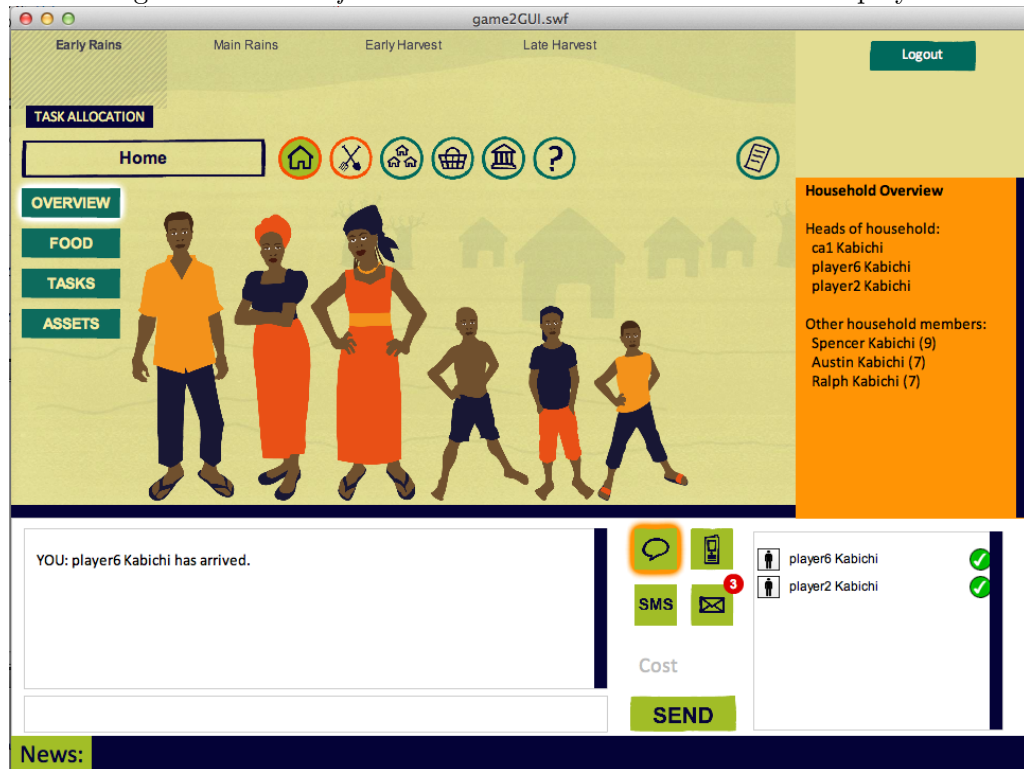 game2GUI.swf
Early Rains
Main Rains
Early Harvest
Late Harvest
Logout
TASK ALLOCATION
Home
?
OVERVIEW
FOOD
TASKS
ASSETS
Household Overview
Heads of household:
ca1 Kabichi
player6 Kabichi
player2 Kabichi
Other household members:
Spencer Kabichi (9)
Austin Kabichi (7)
Ralph Kabichi (7)
YOU: player6 Kabichi has arrived.
SMS
3
Cost
SEND
player6 Kabichi
player2 Kabichi
News: